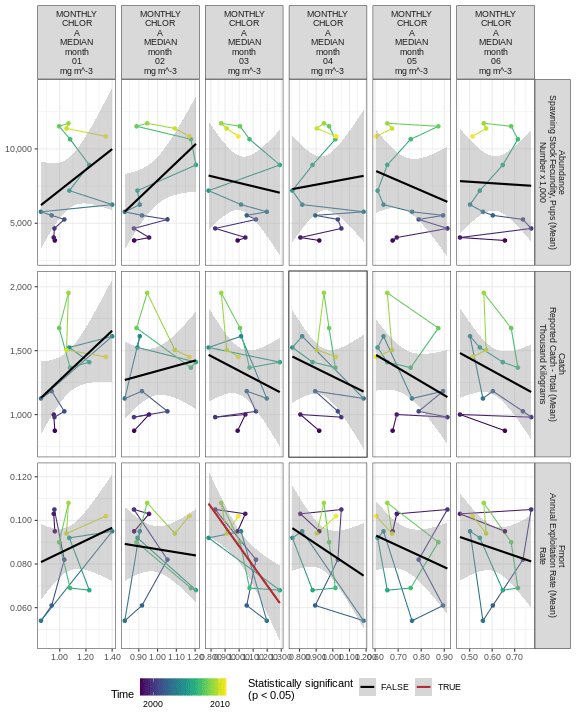 MONTHLY
CHLOR
A
MEDIAN
month
01
mg m^-3
MONTHLY
CHLOR
A
MEDIAN
month
02
mg m^-3
MONTHLY
CHLOR
A
MEDIAN
month
03
mg m^-3
MONTHLY
CHLOR
A
MEDIAN
month
04
mg m^-3
MONTHLY
CHLOR
A
MEDIAN
month
05
mg m^-3
MONTHLY
CHLOR
A
MEDIAN
month
06
mg m^-3
10,000
5,000
Abundance
Spawning Stock Fecundity, Pups (Mean)
Number x 1,000
2,000
1,500
1,000
Catch
Reported Catch - Total (Mean)
Thousand Kilograms
0.120
0.100
0.080
0.060
Fmort
Annual Exploitation Rate (Mean)
Rate
1.00 1.20 1.40
0.90 1.00 1.10 1.20
0.70 0.80 0.90
0.50 0.60 0.70
Time
2000 2010
Statistically significant
(p < 0.05)
FALSE
TRUE